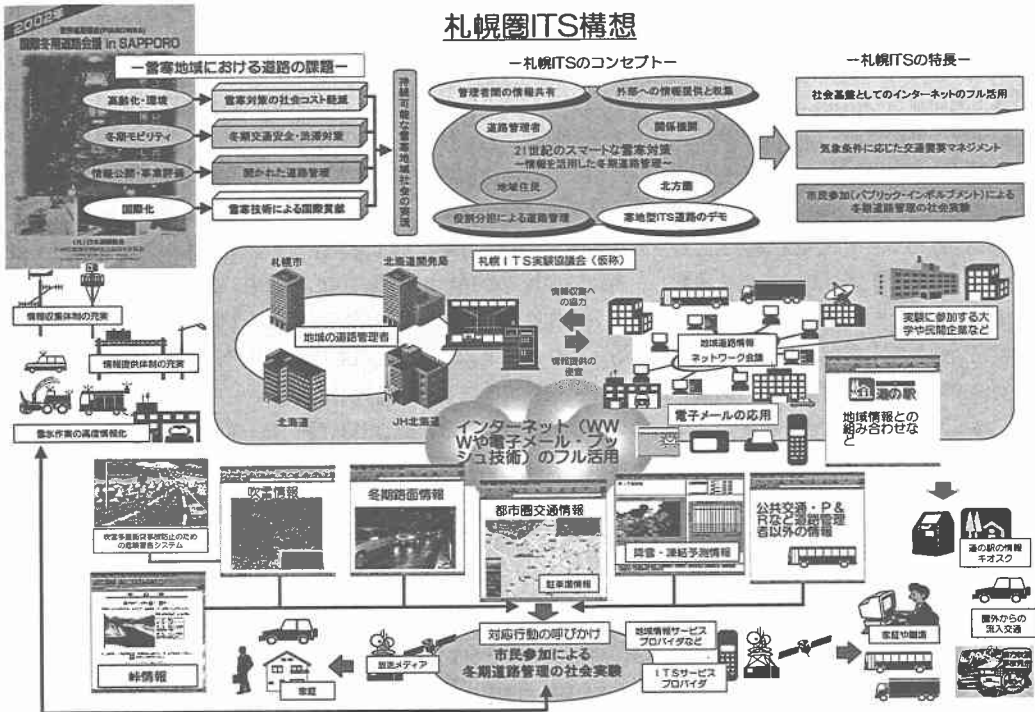 札幌圏ITS構想
2002年
国際冬期道路会議 in SAPPORO
ー雪寒地域における道路の課題ー
高齢化・環境
雪寒対策の社会コスト軽減
冬期モビリティ
冬期交通安全・渋滞対策
情報公開・事業評価
開かれた道路管理
国際化
雪寒技術による国際貢献
持続可能な雪寒地域社会の実現
ー札幌ITSのコンセプトー
管理者間の情報共有
外部への情報提供と収集
道路管理者
関係機関
21世紀のスマートな雪寒対策
〜情報を活用した冬期道路管理〜
地域住民
北方圏
役割分担による道路管理
寒地型ITS道路のデモ
ー札幌ITSの特長ー
社会基盤としてのインターネットのフル活用
気象条件に応じた交通需要マネジメント
市民参加(パブリック・インボルブメント)による
冬期道路管理の社会実験
情報収集体制の充実
情報提供体制の充実
雪氷作業の高度情報化
札幌ITS実験協議会(仮称)
札幌市
北海道開発局
地域の道路管理者
北海道
JH北海道
情報収集へ
の協力
情報提供の
便宜
地域道路情報
ネットワーク会議
実験に参加する大
学や民間企業など
電子メールの応用
道の駅
地域情報との
組み合わせな
ど
インターネット(WW
Wや電子メール・プッ
シュ技術)のフル活用
吹雪多重衝突事故防止のため
の危険警告システム
吹雪情報
冬期路面情報
都市圏交通情報
駐車場情報
降雪・凍結予測情報
公共交通・P&
Rなど道路管理
者以外の情報
道の駅の情報
キオスク
圏外からの
流入交通
峠情報
対応行動の呼びかけ
市民参加による
冬期道路管理の社会実験
放送メディア
家庭
地域情報サービス
プロバイダなど
ITSサービス
プロバイダ
家庭や職場